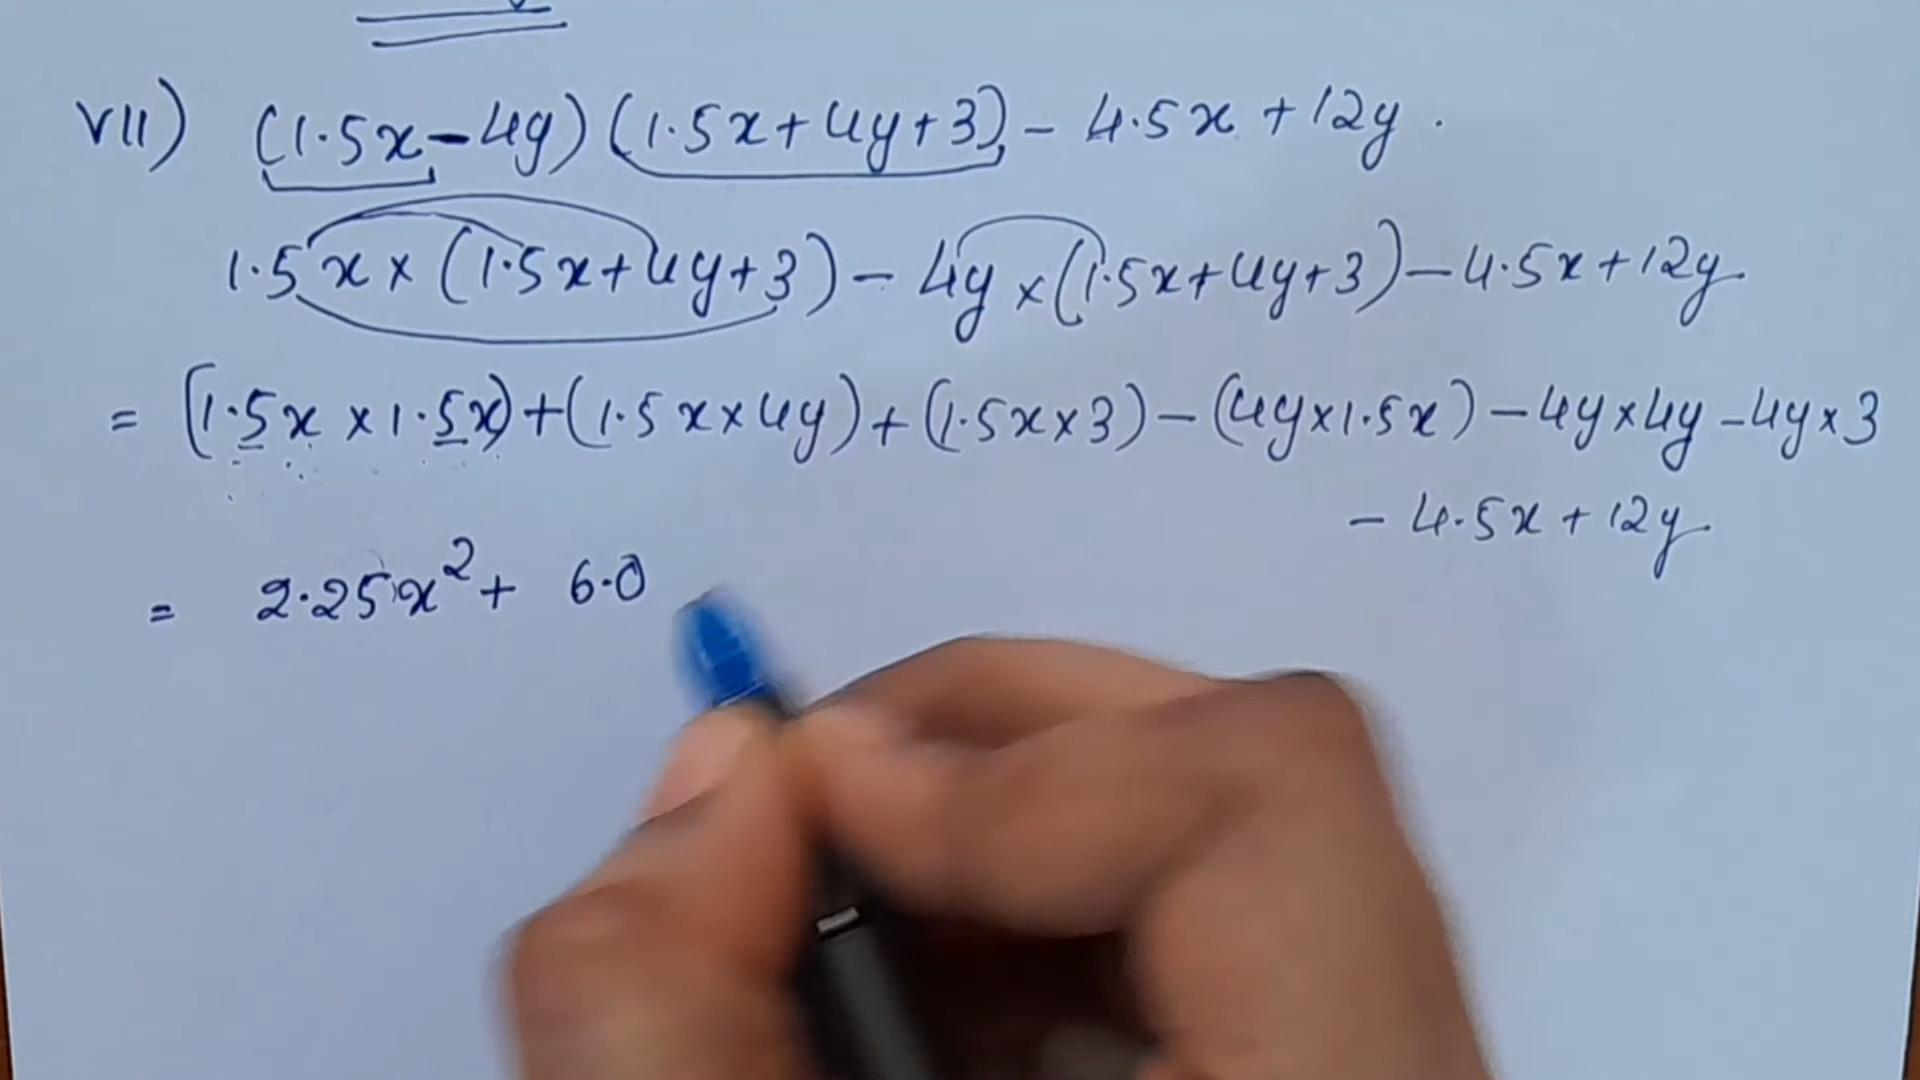 VII) (1.5x - 4y) (1.5x + 4y + 3) - 4.5x + 12y .
1.5x × (1.5x + 4y + 3) - 4y × (1.5x + 4y + 3) - 4.5x + 12y
= (1.5x × 1.5x) + (1.5x × 4y) + (1.5x × 3) - (4y × 1.5x) - 4y × 4y - 4y × 3
- 4.5x + 12y
= 2.25x² + 6.0